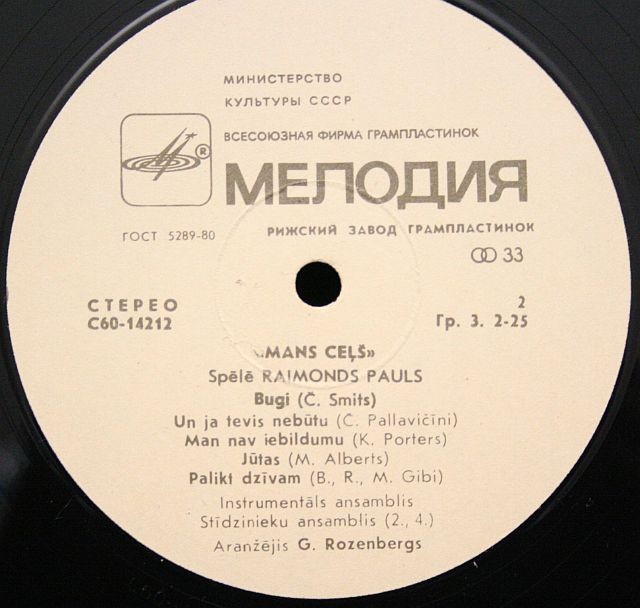 МИНИСТЕРСТВО
КУЛЬТУРЫ СССР
ВСЕСОЮЗНАЯ ФИРМА ГРАМПЛАСТИНОК
®
МЕЛОДИЯ
ГОСТ 5289-80
РИЖСКИЙ ЗАВОД ГРАМПЛАСТИНОК
33
СТЕРЕО
2
С60-14212
Гр. 3. 2-25
«MANS CEĻŠ»
Spēlē RAIMONDS PAULS
Bugi (Č. Smits)
Un ja tevis nebūtu (C. Pallavičīni)
Man nav iebildumu (K. Porters)
Jūtas (M. Alberts)
Palikt dzīvam (B., R., M. Gibi)
Instrumentāls ansamblis
Stīdzinieku ansamblis (2., 4.)
Aranžējis G. Rozenbergs